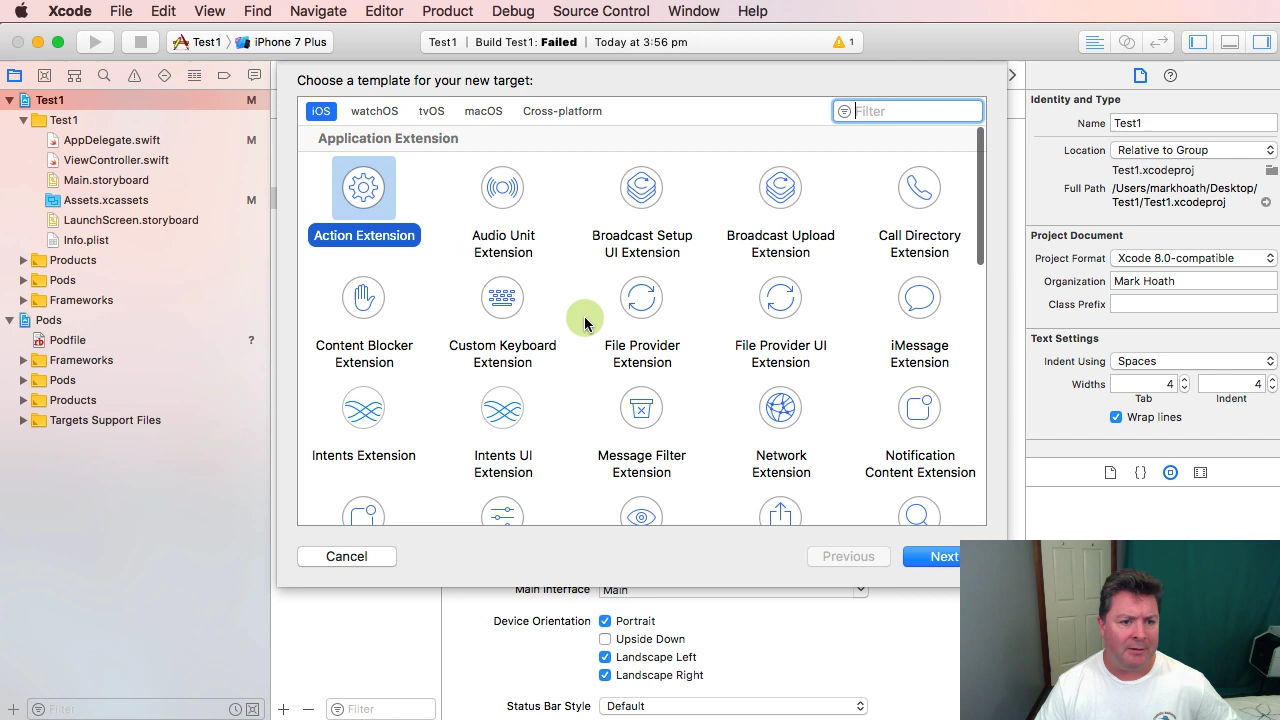 Xcode File Edit View Find Navigate Editor Product Debug Source Control Window Help
Test1 iPhone 7 Plus
Test1 Build Test1: Failed Today at 3:56 pm
1
Test1 M
Test1
AppDelegate.swift M
ViewController.swift
Main.storyboard
Assets.xcassets M
LaunchScreen.storyboard
Info.plist
Products
Pods
Frameworks
Pods
Podfile ?
Frameworks
Pods
Products
Targets Support Files
Filter
Choose a template for your new target:
iOS watchOS tvOS macOS Cross-platform
Filter
Application Extension
Action Extension
Audio Unit
Extension
Broadcast Setup
UI Extension
Broadcast Upload
Extension
Call Directory
Extension
Content Blocker
Extension
Custom Keyboard
Extension
File Provider
Extension
File Provider UI
Extension
iMessage
Extension
Intents Extension
Intents UI
Extension
Message Filter
Extension
Network
Extension
Notification
Content Extension
Cancel
Previous
Next
Main Interface Main
Device Orientation Portrait
Upside Down
Landscape Left
Landscape Right
Status Bar Style Default
Filter
Identity and Type
Name Test1
Location Relative to Group
Test1.xcodeproj
Full Path /Users/markhoath/Desktop/
Test1/Test1.xcodeproj
Project Document
Project Format Xcode 8.0-compatible
Organization Mark Hoath
Class Prefix
Text Settings
Indent Using Spaces
Widths 4 4
Tab Indent
Wrap lines